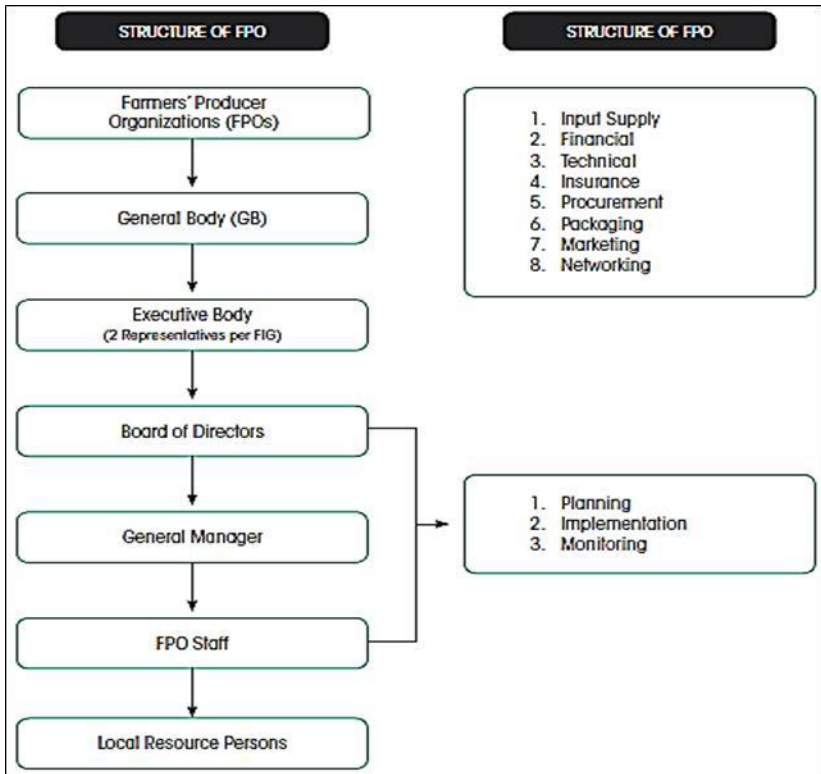 STRUCTURE OF FPO
Farmers' Producer
Organizations (FPOs)
General Body (GB)
Executive Body
(2 Representatives per FIG)
Board of Directors
General Manager
FPO Staff
Local Resource Persons
STRUCTURE OF FPO
1. Input Supply
2. Financial
3. Technical
4. Insurance
5. Procurement
6. Packaging
7. Marketing
8. Networking
1. Planning
2. Implementation
3. Monitoring